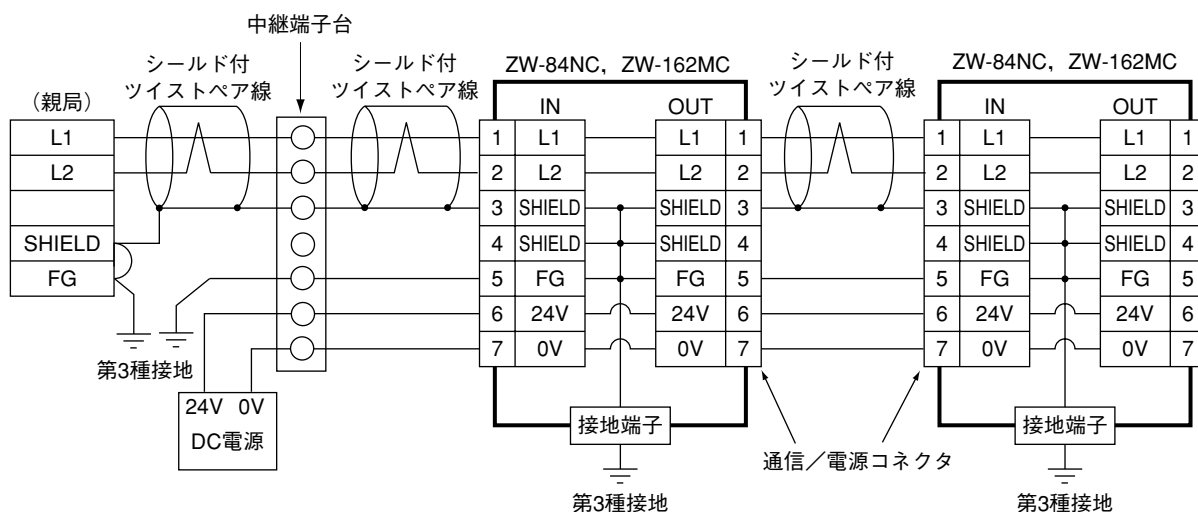 中継端子台
シールド付
ツイストペア線
シールド付
ツイストペア線
ZW-84NC，ZW-162MC
シールド付
ツイストペア線
ZW-84NC，ZW-162MC
（親局）
IN
OUT
IN
OUT
L1
1
L1
L1
1
1
L1
L1
1
L2
2
L2
L2
2
2
L2
L2
2
3
SHIELD
SHIELD
3
3
SHIELD
SHIELD
3
SHIELD
4
SHIELD
SHIELD
4
4
SHIELD
SHIELD
4
FG
5
FG
FG
5
5
FG
FG
5
6
24V
24V
6
6
24V
24V
6
7
0V
0V
7
7
0V
0V
7
第3種接地
24V 0V
DC電源
接地端子
接地端子
通信／電源コネクタ
第3種接地
第3種接地